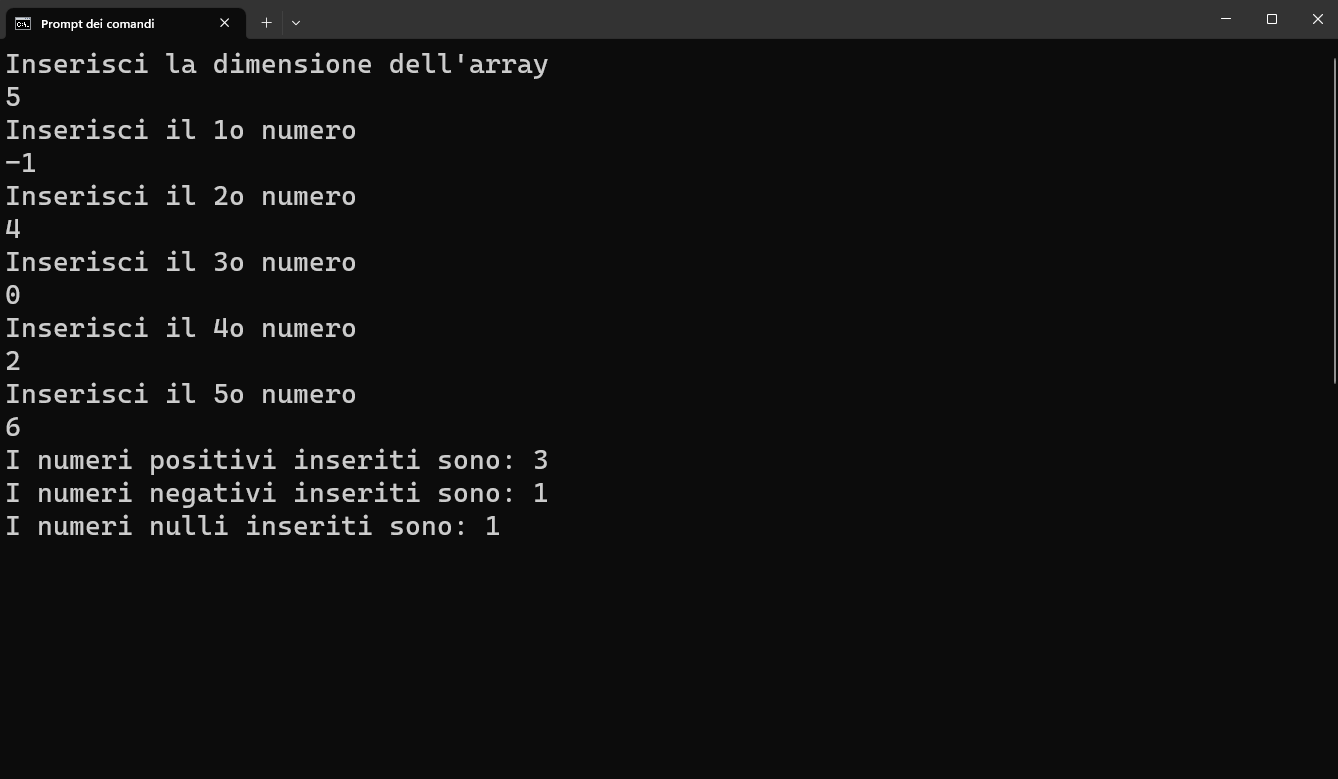 Prompt dei comandi
Inserisci la dimensione dell'array
5
Inserisci il 1o numero
-1
Inserisci il 2o numero
4
Inserisci il 3o numero
0
Inserisci il 4o numero
2
Inserisci il 5o numero
6
I numeri positivi inseriti sono: 3
I numeri negativi inseriti sono: 1
I numeri nulli inseriti sono: 1